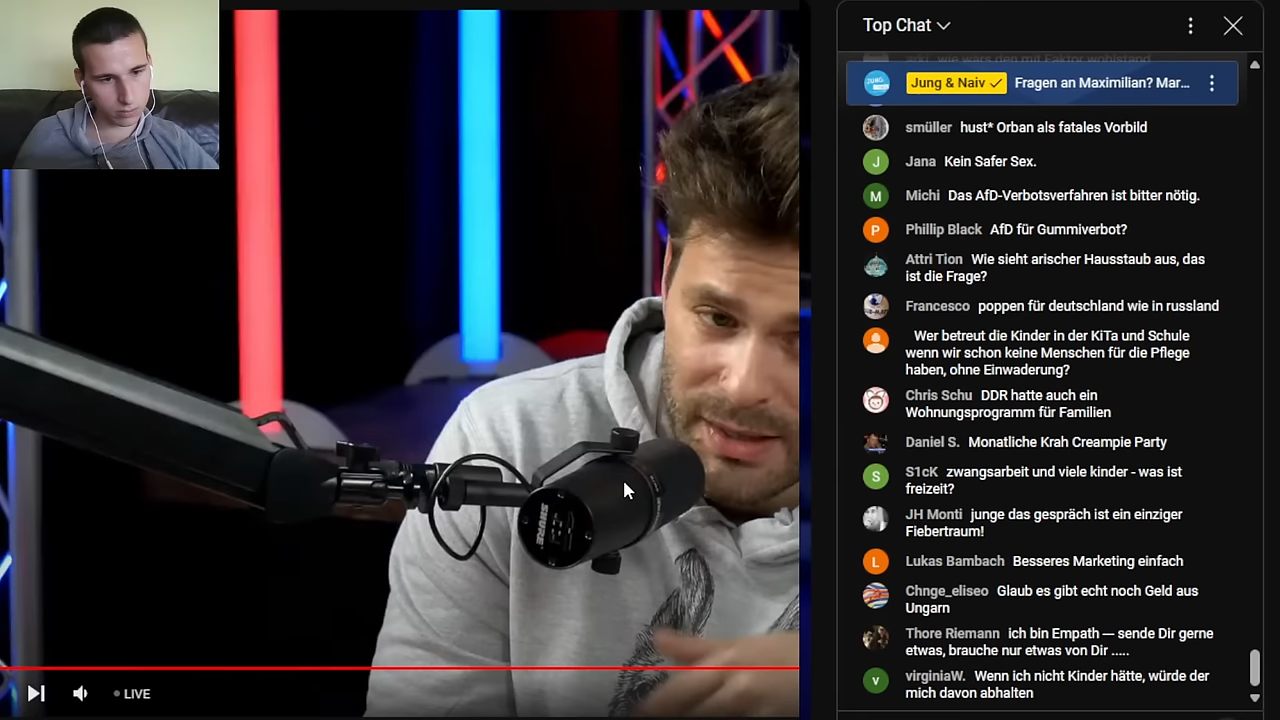 Top Chat
Jung & Naiv Fragen an Maximilian? Mar...
smüller hust* Orban als fatales Vorbild
Jana Kein Safer Sex.
Michi Das AfD-Verbotsverfahren ist bitter nötig.
Phillip Black AfD für Gummiverbot?
Attri Tion Wie sieht arischer Hausstaub aus, das
ist die Frage?
Francesco poppen für deutschland wie in russland
Wer betreut die Kinder in der KiTa und Schule
wenn wir schon keine Menschen für die Pflege
haben, ohne Einwaderung?
Chris Schu DDR hatte auch ein
Wohnungsprogramm für Familien
Daniel S. Monatliche Krah Creampie Party
S1cK zwangsarbeit und viele kinder - was ist
freizeit?
JH Monti junge das gespräch ist ein einziger
Fiebertraum!
Lukas Bambach Besseres Marketing einfach
Chnge_eliseo Glaub es gibt echt noch Geld aus
Ungarn
Thore Riemann ich bin Empath — sende Dir gerne
etwas, brauche nur etwas von Dir .....
virginiaW. Wenn ich nicht Kinder hätte, würde der
mich davon abhalten
J
M
P
S
L
v
SHURE
LIVE